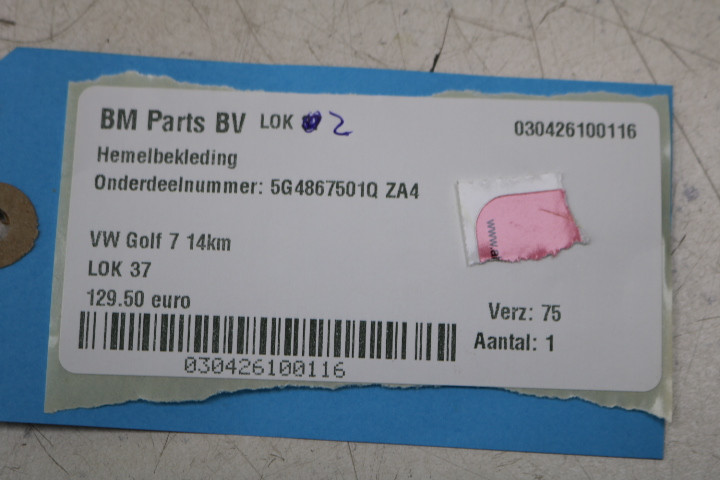 BM Parts BV LOK 2
030426100116
Hemelbekleding
Onderdeelnummer: 5G4867501Q ZA4
www.a
VW Golf 7 14km
LOK 37
129.50 euro
Verz: 75
Aantal: 1
030426100116